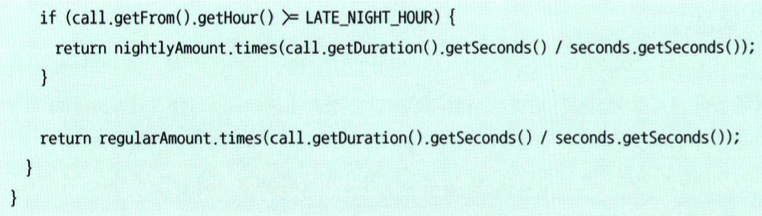 if (call.getFrom().getHour() >= LATE_NIGHT_HOUR) {
return nightlyAmount.times(call.getDuration().getSeconds() / seconds.getSeconds());
}
return regularAmount.times(call.getDuration().getSeconds() / seconds.getSeconds());
}
}